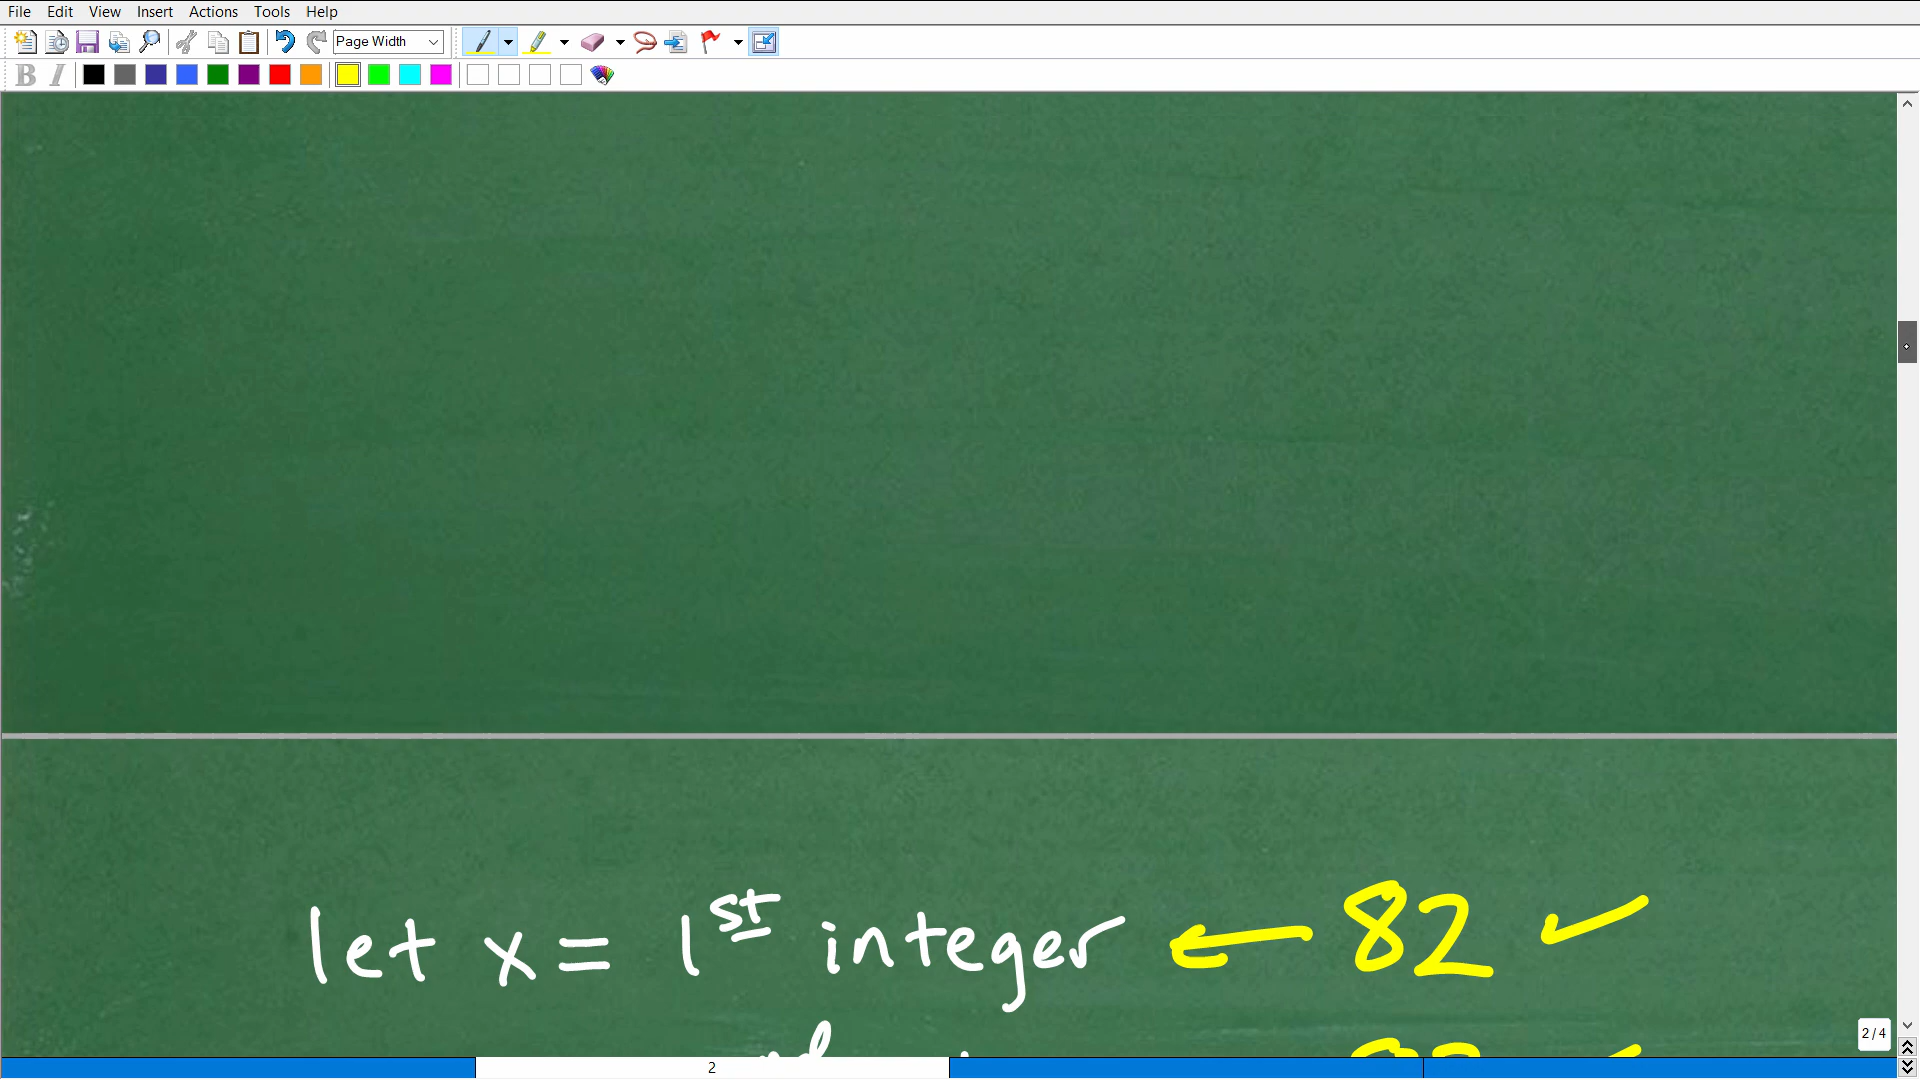 File Edit View Insert Actions Tools Help
Page Width
B I
let x = 1st integer ← 82 ✓
2 / 4
2